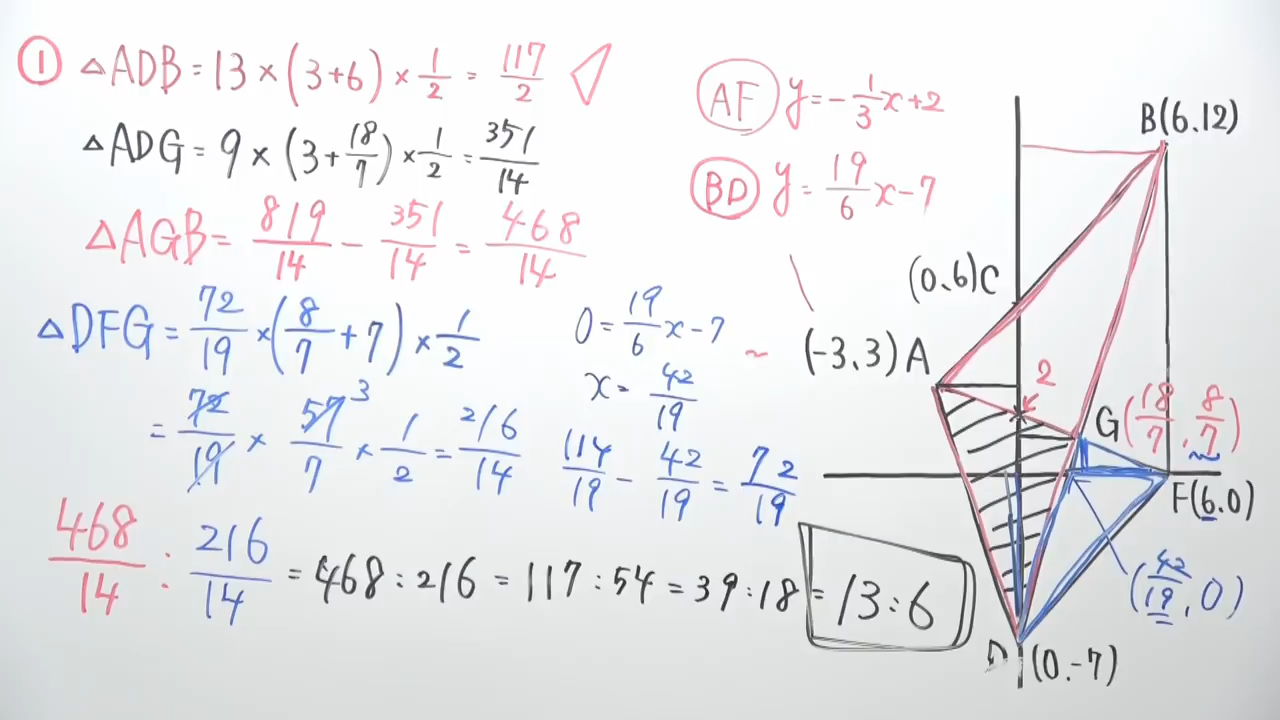 ① △ADB = 13 × (3+6) × 1/2 = 117/2
△ADG = 9 × (3+18/7) × 1/2 = 351/14
△AGB = 819/14 − 351/14 = 468/14
△DFG = 72/19 × (8/7 + 7) × 1/2
= 72/19 × 57/7 3 × 1/2 = 216/14
468/14 : 216/14 = 468 : 216 = 117 : 54 = 39 : 18 = 13 : 6
0 = 19/6 x − 7
x = 42/19
114/19 − 42/19 = 72/19
AF y = −1/3 x + 2
BD y = 19/6 x − 7
~
B(6.12)
(0.6)C
(-3.3)A
2
G(18/7, 8/7)
F(6.0)
(42/19, 0)
D(0.-7)